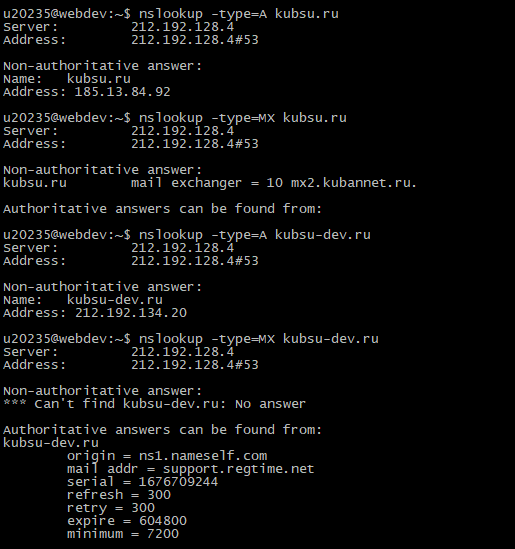 u20235@webdev:~$ nslookup -type=A kubsu.ru
Server:         212.192.128.4
Address:        212.192.128.4#53

Non-authoritative answer:
Name:   kubsu.ru
Address: 185.13.84.92

u20235@webdev:~$ nslookup -type=MX kubsu.ru
Server:         212.192.128.4
Address:        212.192.128.4#53

Non-authoritative answer:
kubsu.ru        mail exchanger = 10 mx2.kubannet.ru.

Authoritative answers can be found from:

u20235@webdev:~$ nslookup -type=A kubsu-dev.ru
Server:         212.192.128.4
Address:        212.192.128.4#53

Non-authoritative answer:
Name:   kubsu-dev.ru
Address: 212.192.134.20

u20235@webdev:~$ nslookup -type=MX kubsu-dev.ru
Server:         212.192.128.4
Address:        212.192.128.4#53

Non-authoritative answer:
*** Can't find kubsu-dev.ru: No answer

Authoritative answers can be found from:
kubsu-dev.ru
        origin = ns1.nameself.com
        mail addr = support.regtime.net
        serial = 1676709244
        refresh = 300
        retry = 300
        expire = 604800
        minimum = 7200